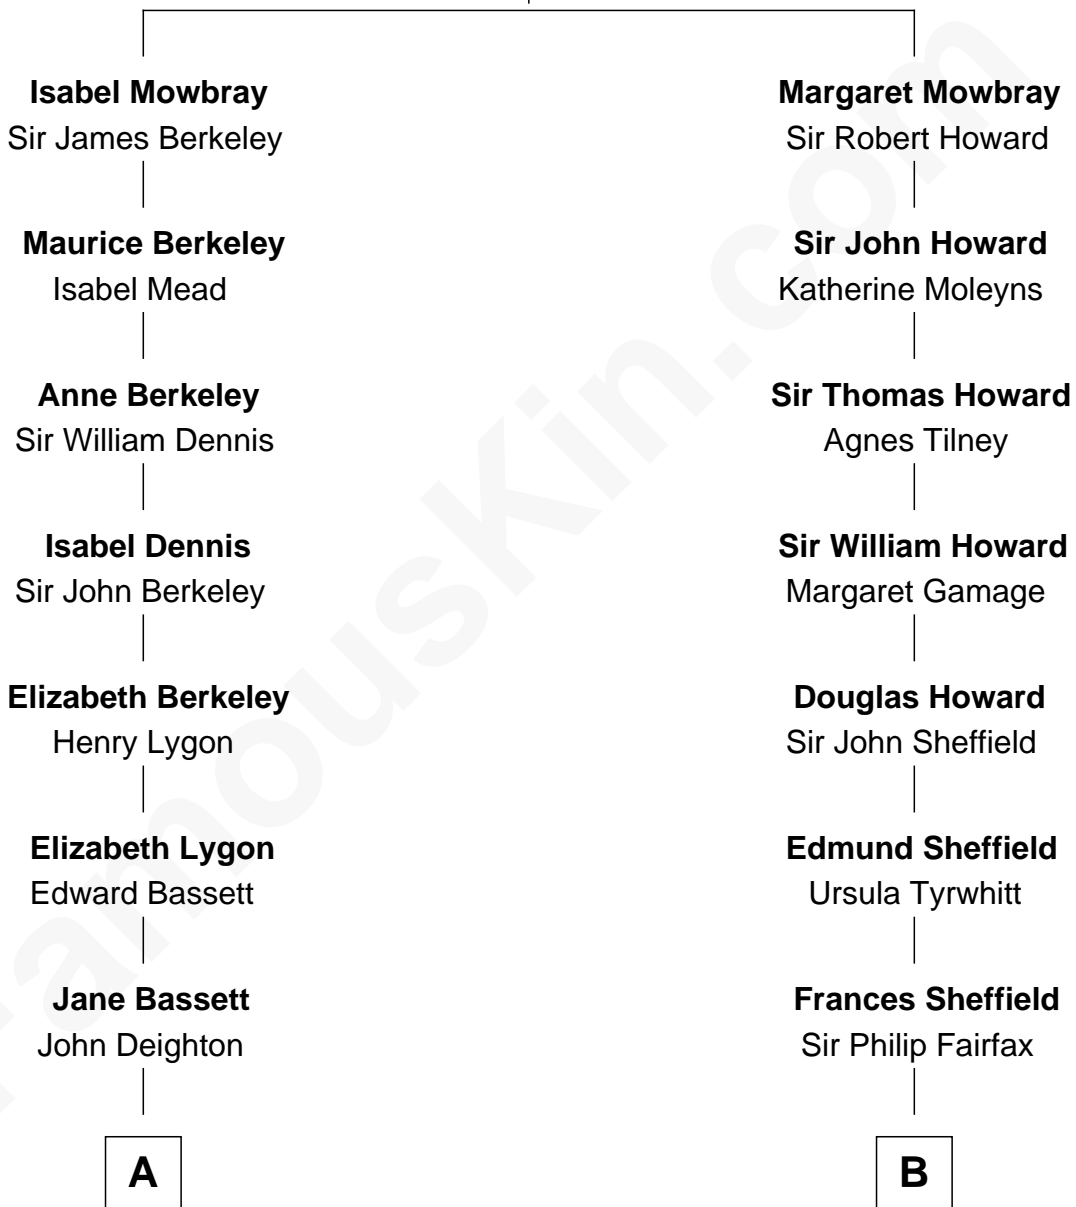 Isabel Mowbray
Sir James Berkeley
Maurice Berkeley
Isabel Mead
Anne Berkeley
Sir William Dennis
Isabel Dennis
Sir John Berkeley
Elizabeth Berkeley
Henry Lygon
Elizabeth Lygon
Edward Bassett
Jane Bassett
John Deighton
A
Margaret Mowbray
Sir Robert Howard
Sir John Howard
Katherine Moleyns
Sir Thomas Howard
Agnes Tilney
Sir William Howard
Margaret Gamage
Douglas Howard
Sir John Sheffield
Edmund Sheffield
Ursula Tyrwhitt
Frances Sheffield
Sir Philip Fairfax
B
FamousKin.com